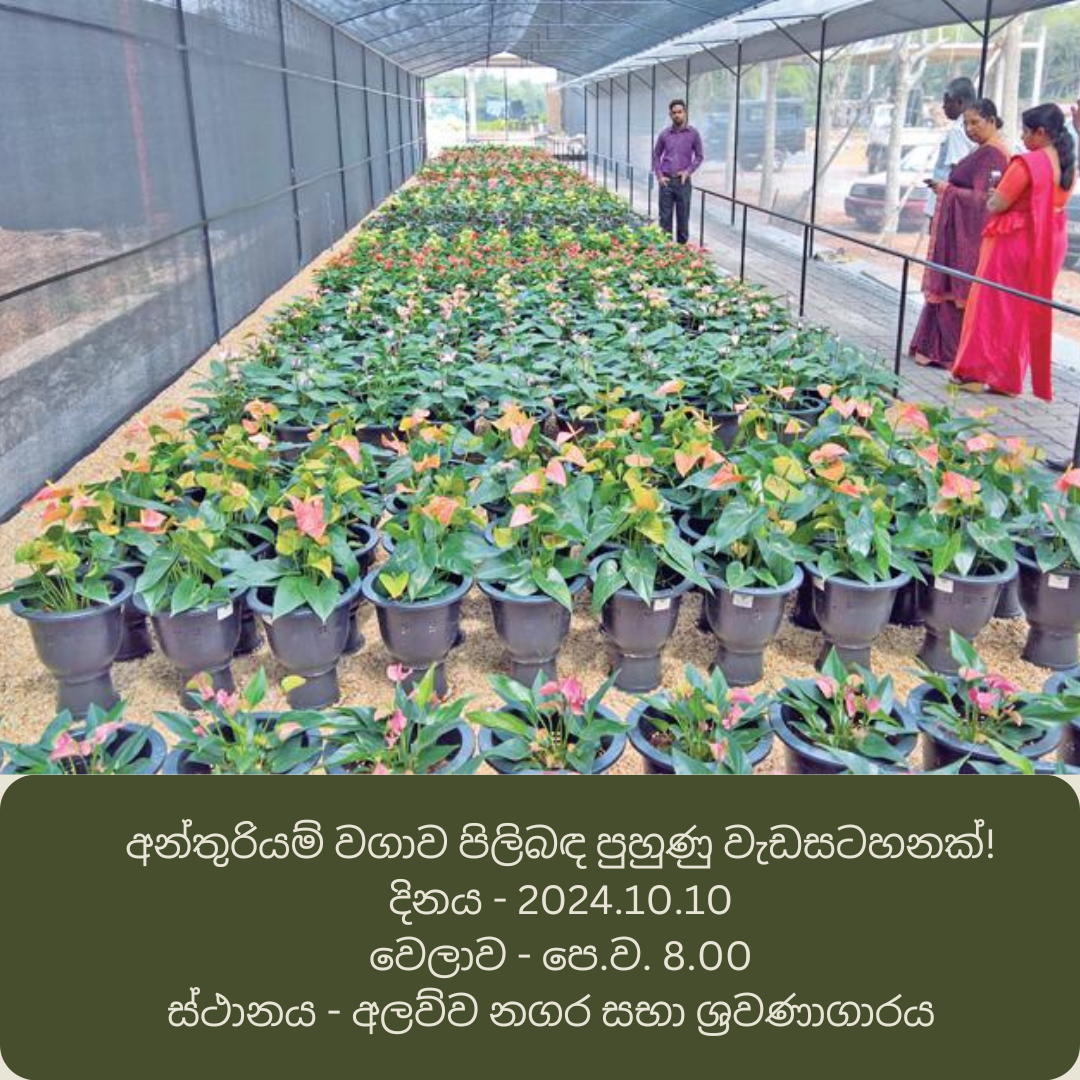 අන්තුරියම් වගාව පිලිබඳ පුහුණු වැඩසටහනක්!
දිනය - 2024.10.10
වෙලාව - පෙ.ව. 8.00
ස්ථානය - අලව්ව නගර සභා ශ්‍රවණාගාරය